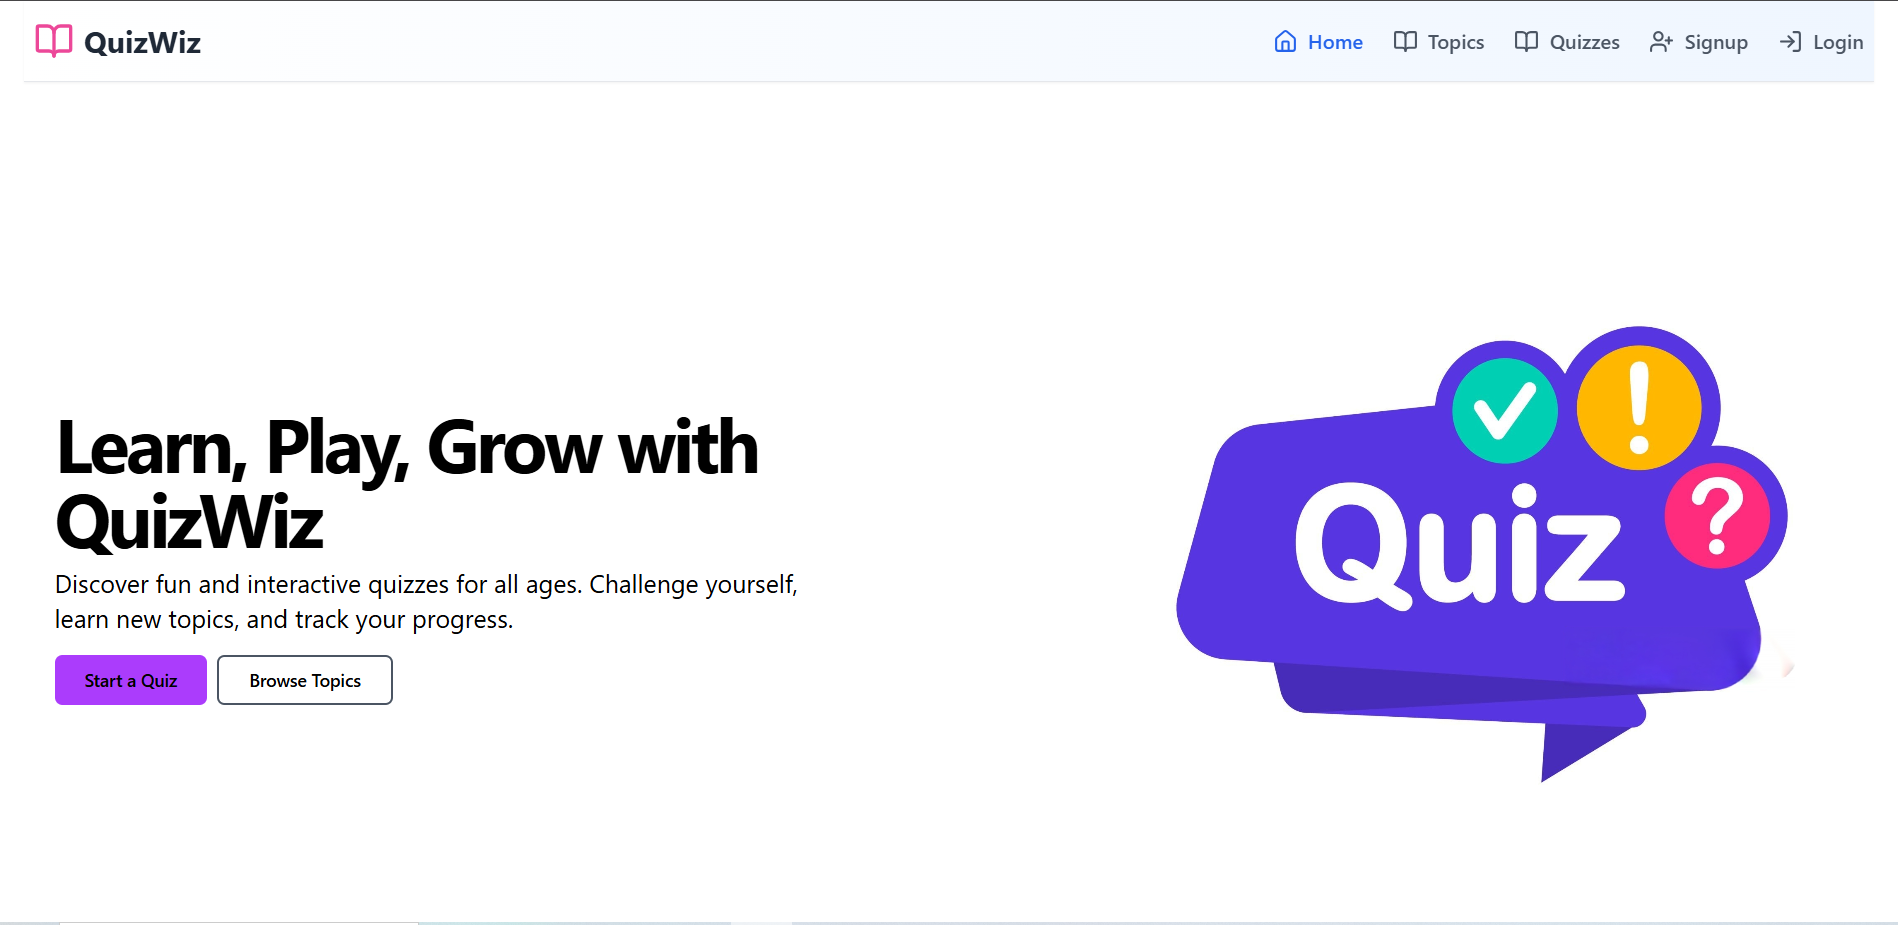 QuizWiz
Home
Topics
Quizzes
Signup
Login
Learn, Play, Grow with
QuizWiz
Discover fun and interactive quizzes for all ages. Challenge yourself,
learn new topics, and track your progress.
Start a Quiz
Browse Topics
Quiz